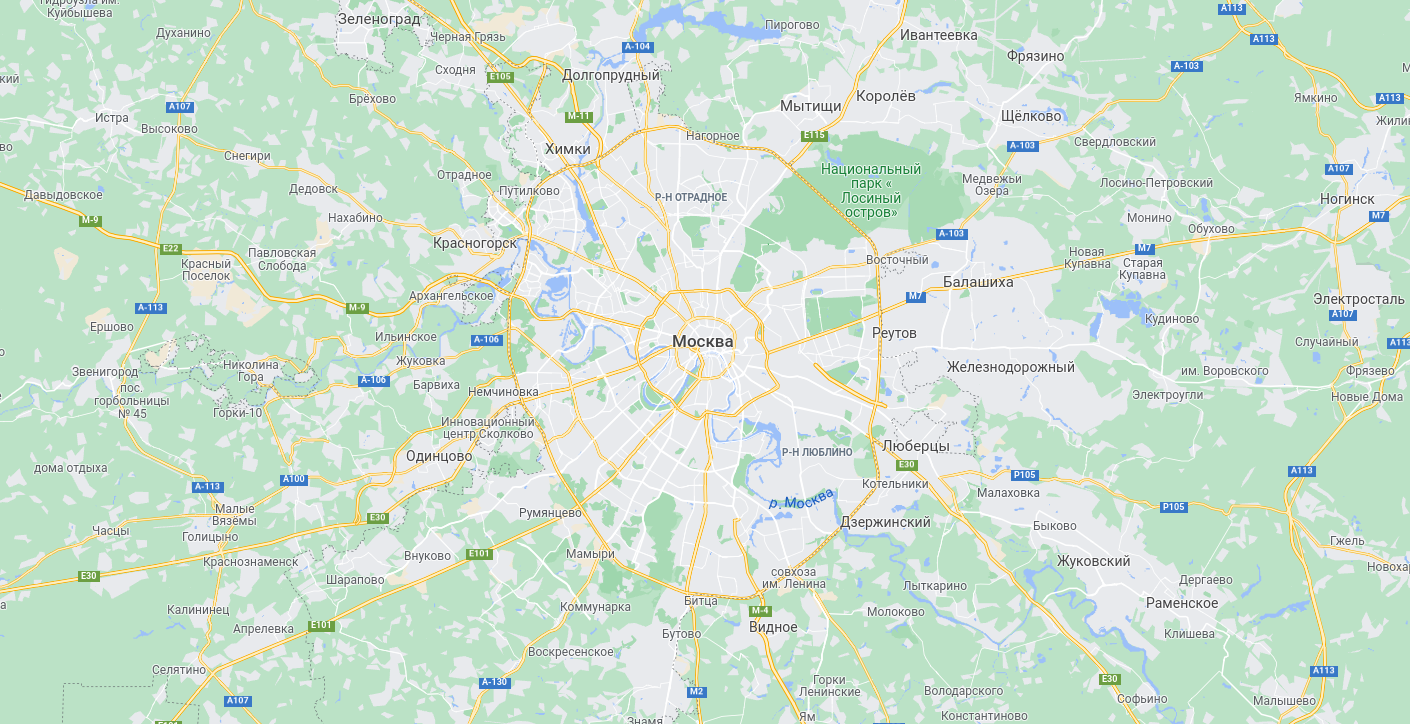 гидроузла им.
Куйбышева
Зеленоград
Пирогово
A113
Духанино
Черная Грязь
Ивантеевка
A113
А-104
Фрязино
Сходня
E105
Долгопрудный
А-103
Брёхово
Мытищи
Королёв
Ямкино
A113
A107
Истра
М-11
Щёлково
Высоково
Нагорное
E115
Свердловский
Химки
А-103
Снегири
Национальный
парк «
Лосиный
остров»
A107
Отрадное
Медвежьи
Озера
Лосино-Петровский
Давыдовское
Дедовск
Путилково
Р-Н ОТРАДНОЕ
Ногинск
М-9
Нахабино
Монино
M7
Обухово
А-103
E22
Красногорск
M7
Павловская
Слобода
Новая
Купавна
Восточный
Старая
Купавна
Красный
Поселок
Балашиха
Архангельское
M7
Электросталь
А-113
М-9
A107
Кудиново
Ершово
Ильинское
А-106
Москва
Реутов
Случайный
A113
Жуковка
Звенигород
Николина
Гора
Железнодорожный
им. Воровского
Фрязево
А-106
Барвиха
Немчиновка
пос.
горбольницы
№ 45
Электроугли
Новые Дома
Горки-10
Инновационный
центр Сколково
Люберцы
Одинцово
Р-Н ЛЮБЛИНО
E30
дома отдыха
A100
P105
A113
А-113
Котельники
Малаховка
р. Москва
P105
Малые
Вязёмы
E30
Румянцево
Дзержинский
Быково
Часцы
Голицыно
Гжель
Внуково
E101
Мамыри
Жуковский
Краснознаменск
E30
Шарапово
совхоза
им. Ленина
Лыткарино
Дергаево
Калининец
Коммунарка
Битца
М-4
Молоково
Раменское
Апрелевка
E101
Бутово
Видное
Клишева
Воскресенское
Селятино
А-130
E30
A113
Горки
Ленинские
A107
M2
Володарского
Софьино
Малышево
Ям
Константиново